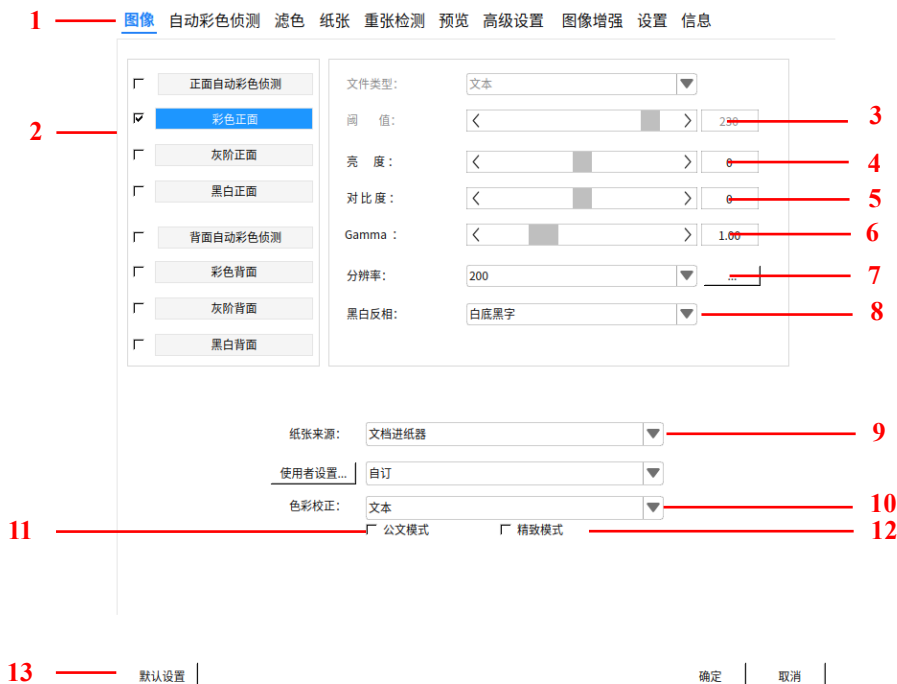 1 图像 自动彩色侦测 滤色 纸张 重张检测 预览 高级设置 图像增强 设置 信息
正面自动彩色侦测 文件类型: 文本
2 彩色正面 阈 值: 230 3
灰阶正面 亮 度: 0 4
黑白正面 对比度: 0 5
背面自动彩色侦测 Gamma : 1.00 6
彩色背面 分辨率: 200 ... 7
灰阶背面 黑白反相: 白底黑字 8
黑白背面
纸张来源: 文档进纸器 9
使用者设置... 自订
色彩校正: 文本 10
11 公文模式 精致模式 12
13 默认设置 确定 取消